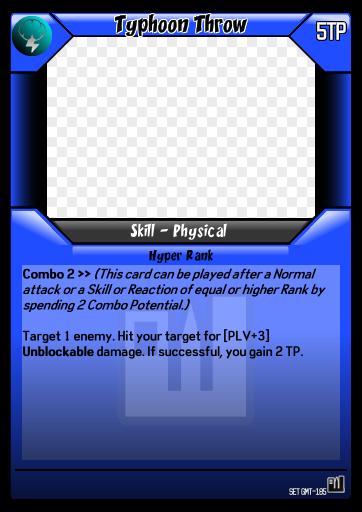 Typhoon Throw
5TP
Skill - Physical
Hyper Rank
Combo 2 >> (This card can be played after a Normal
attack or a Skill or Reaction of equal or higher Rank by
spending 2 Combo Potential.)
Target 1 enemy. Hit your target for [PLV+3]
Unblockable damage. If successful, you gain 2 TP.
SET GMT-185